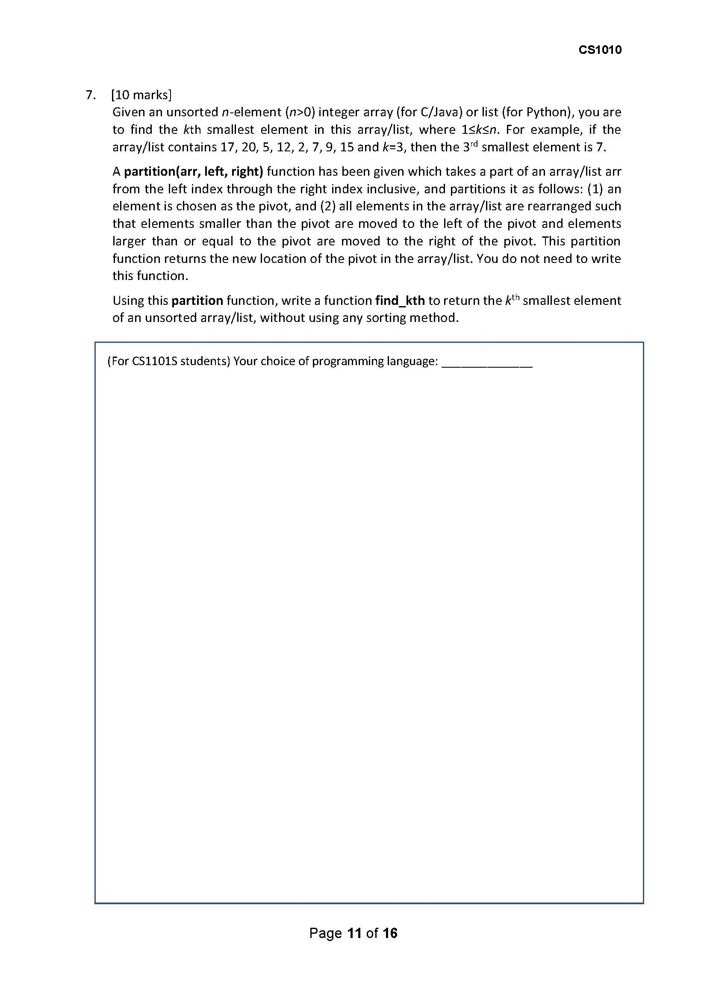 CS1010
7. [10 marks]
Given an unsorted n-element (n>0) integer array (for C/Java) or list (for Python), you are
to find the kth smallest element in this array/list, where 1≤k≤n. For example, if the
array/list contains 17, 20, 5, 12, 2, 7, 9, 15 and k=3, then the 3rd smallest element is 7.
A partition(arr, left, right) function has been given which takes a part of an array/list arr
from the left index through the right index inclusive, and partitions it as follows: (1) an
element is chosen as the pivot, and (2) all elements in the array/list are rearranged such
that elements smaller than the pivot are moved to the left of the pivot and elements
larger than or equal to the pivot are moved to the right of the pivot. This partition
function returns the new location of the pivot in the array/list. You do not need to write
this function.
Using this partition function, write a function find_kth to return the kth smallest element
of an unsorted array/list, without using any sorting method.
(For CS1101S students) Your choice of programming language: ______________
Page 11 of 16